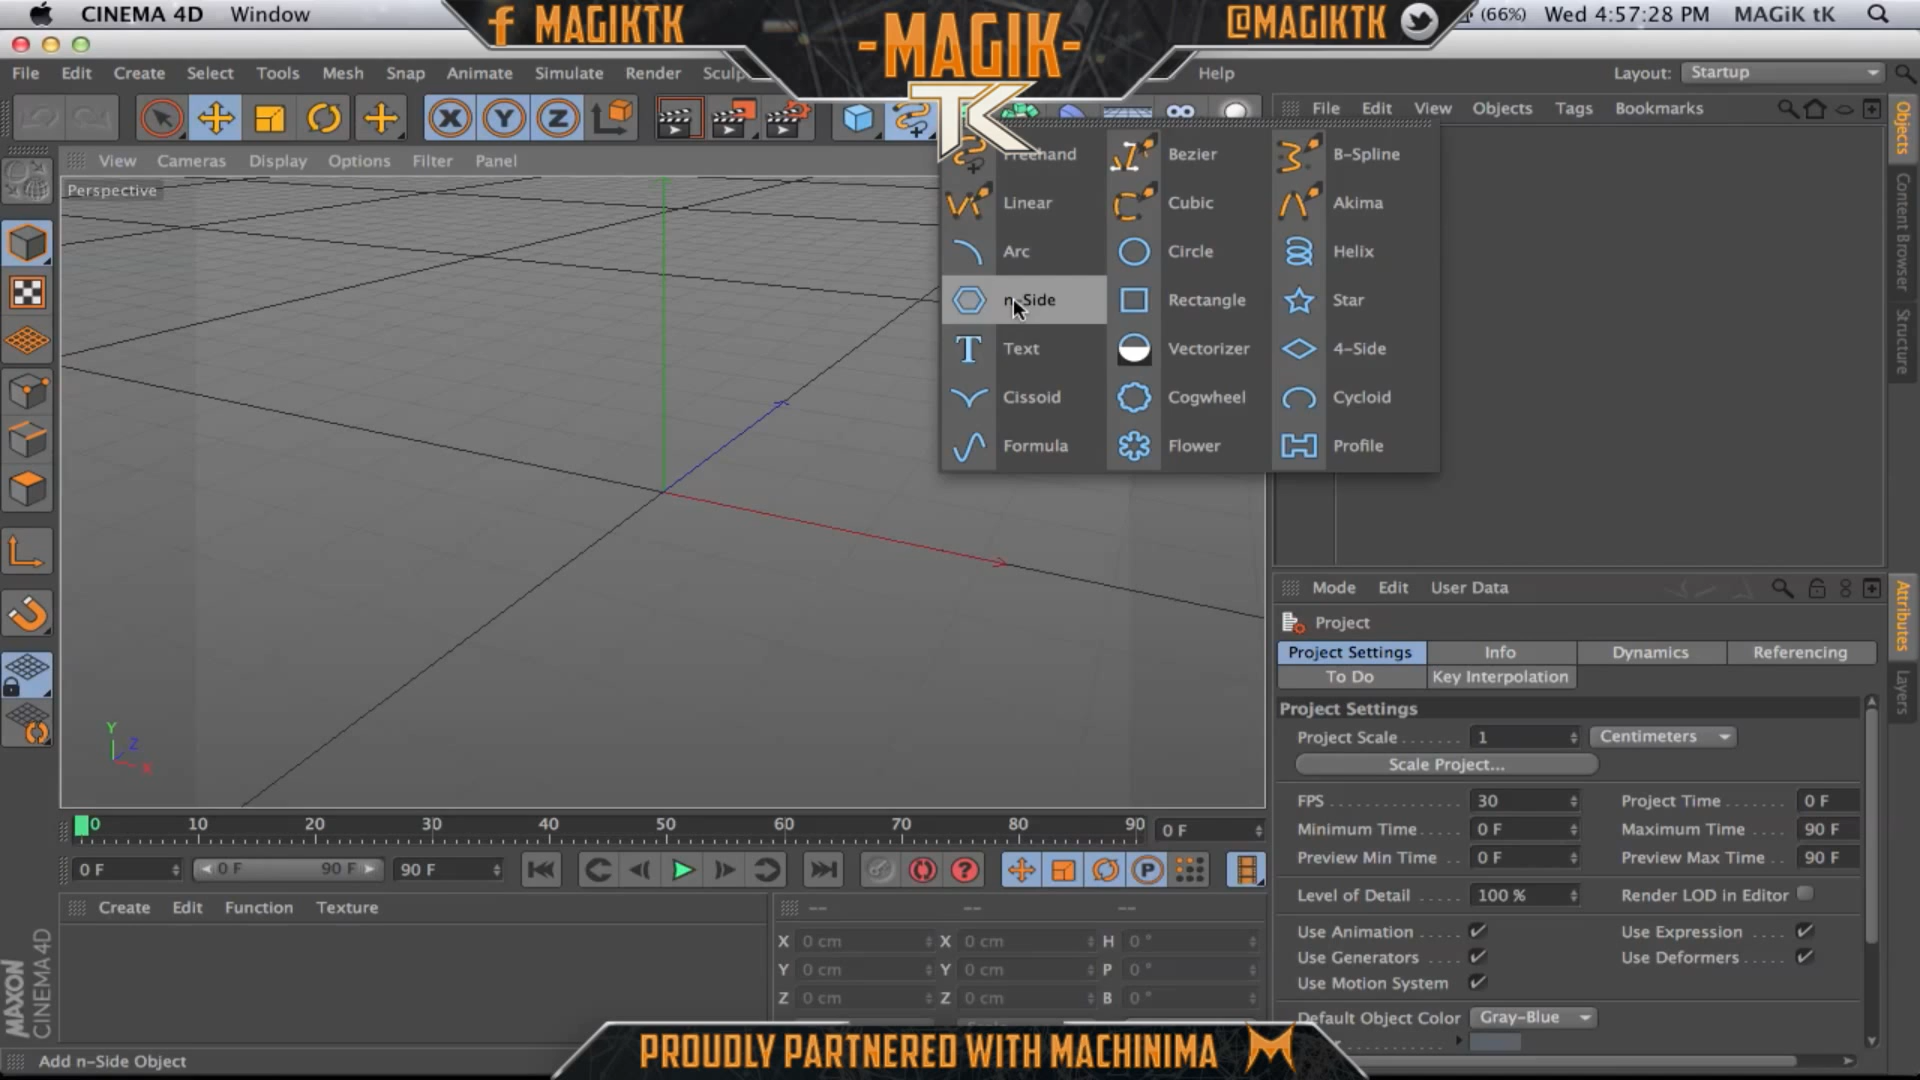 CINEMA 4D Window
f MAGIKTK
-MAGIK-
TK
@MAGIKTK
(66%) Wed 4:57:28 PM MAGiK tK
File Edit Create Select Tools Mesh Snap Animate Simulate Render Sculp Help
Layout: Startup
X Y Z
File Edit View Objects Tags Bookmarks
View Cameras Display Options Filter Panel
Perspective
Freehand Bezier B-Spline
Linear Cubic Akima
Arc Circle Helix
n-Side Rectangle Star
T Text Vectorizer 4-Side
Cissoid Cogwheel Cycloid
Formula Flower Profile
Objects
Content Browser
Structure
Y
Z
X
Mode Edit User Data
Project
Project Settings Info Dynamics Referencing
To Do Key Interpolation
Project Settings
Project Scale 1 Centimeters
Scale Project...
FPS 30 Project Time 0 F
Minimum Time 0 F Maximum Time 90 F
Preview Min Time 0 F Preview Max Time 90 F
Level of Detail 100 % Render LOD in Editor
Use Animation Use Expression
Use Generators Use Deformers
Use Motion System
Default Object Color Gray-Blue
Attributes
Layers
0 10 20 30 40 50 60 70 80 90 0 F
0 F 0 F 90 F 90 F ? P
Create Edit Function Texture
-- -- --
X 0 cm X 0 cm H 0 °
Y 0 cm Y 0 cm P 0 °
Z 0 cm Z 0 cm B 0 °
MAXON
CINEMA 4D
Add n-Side Object
PROUDLY PARTNERED WITH MACHINIMA